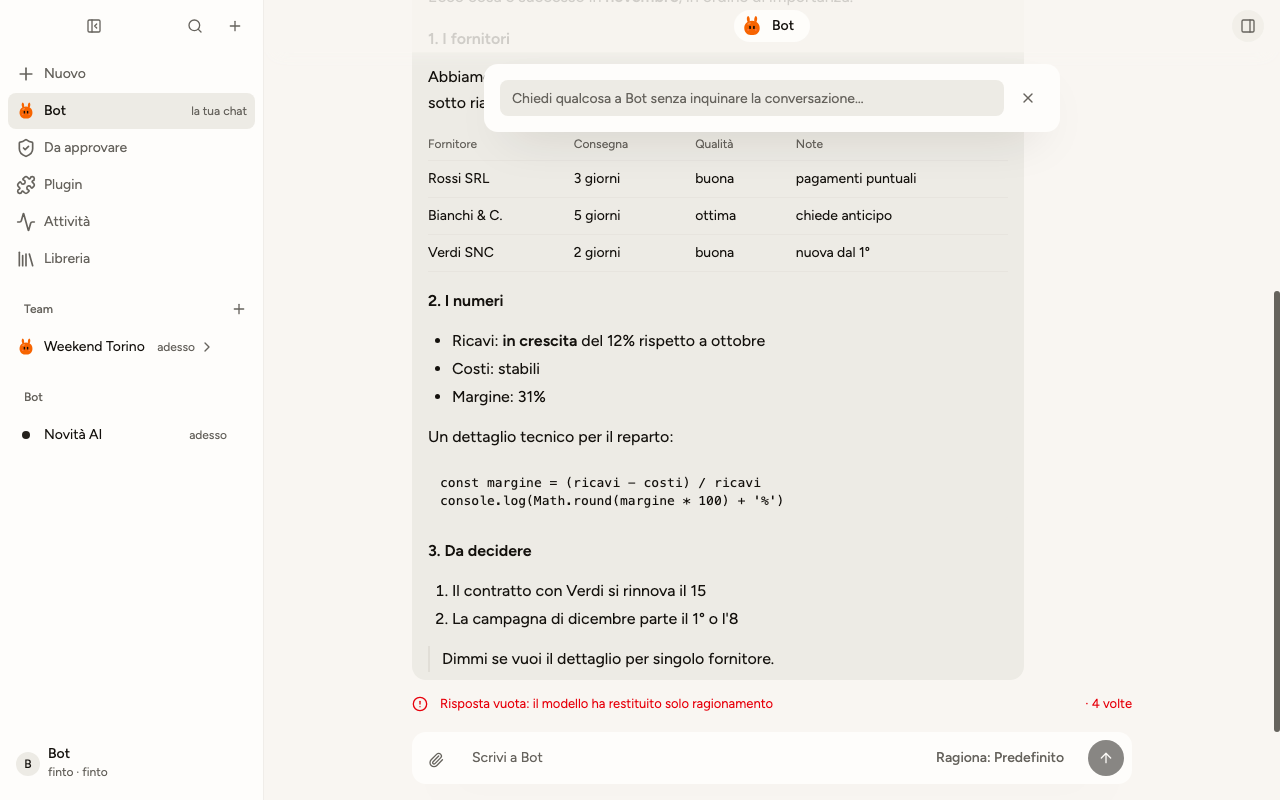 Nuovo
Bot la tua chat
Da approvare
Plugin
Attività
Libreria
Team
Weekend Torino adesso
Bot
Novità AI adesso
B
Bot
finto · finto
Bot
1. I fornitori
Abbiam
sotto ria
Chiedi qualcosa a Bot senza inquinare la conversazione...
Fornitore Consegna Qualità Note
Rossi SRL 3 giorni buona pagamenti puntuali
Bianchi & C. 5 giorni ottima chiede anticipo
Verdi SNC 2 giorni buona nuova dal 1°
2. I numeri
• Ricavi: in crescita del 12% rispetto a ottobre
• Costi: stabili
• Margine: 31%
Un dettaglio tecnico per il reparto:
const margine = (ricavi − costi) / ricavi
console.log(Math.round(margine * 100) + '%')
3. Da decidere
1. Il contratto con Verdi si rinnova il 15
2. La campagna di dicembre parte il 1° o l'8
Dimmi se vuoi il dettaglio per singolo fornitore.
Risposta vuota: il modello ha restituito solo ragionamento · 4 volte
Scrivi a Bot Ragiona: Predefinito